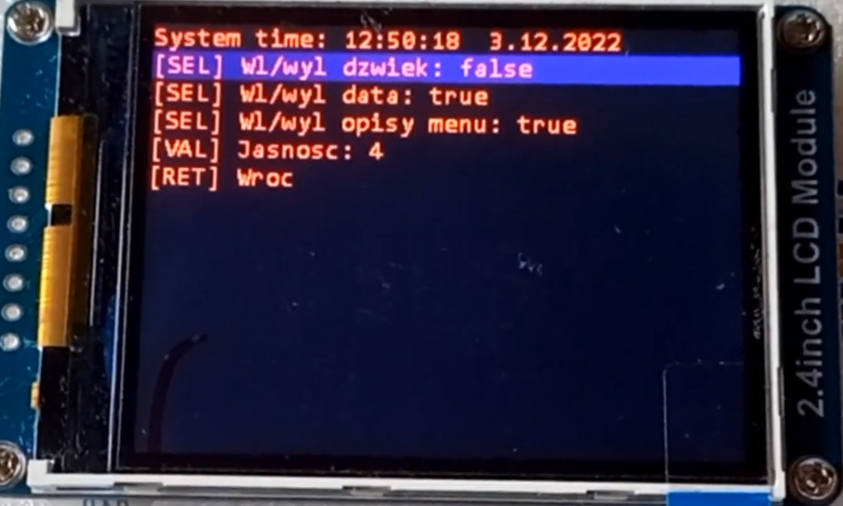 System time: 12:50:18 3.12.2022
[SEL] Wl/wyl dzwiek: false
[SEL] Wl/wyl data: true
[SEL] Wl/wyl opisy menu: true
[VAL] Jasnosc: 4
[RET] Wroc
2.4inch LCD Module